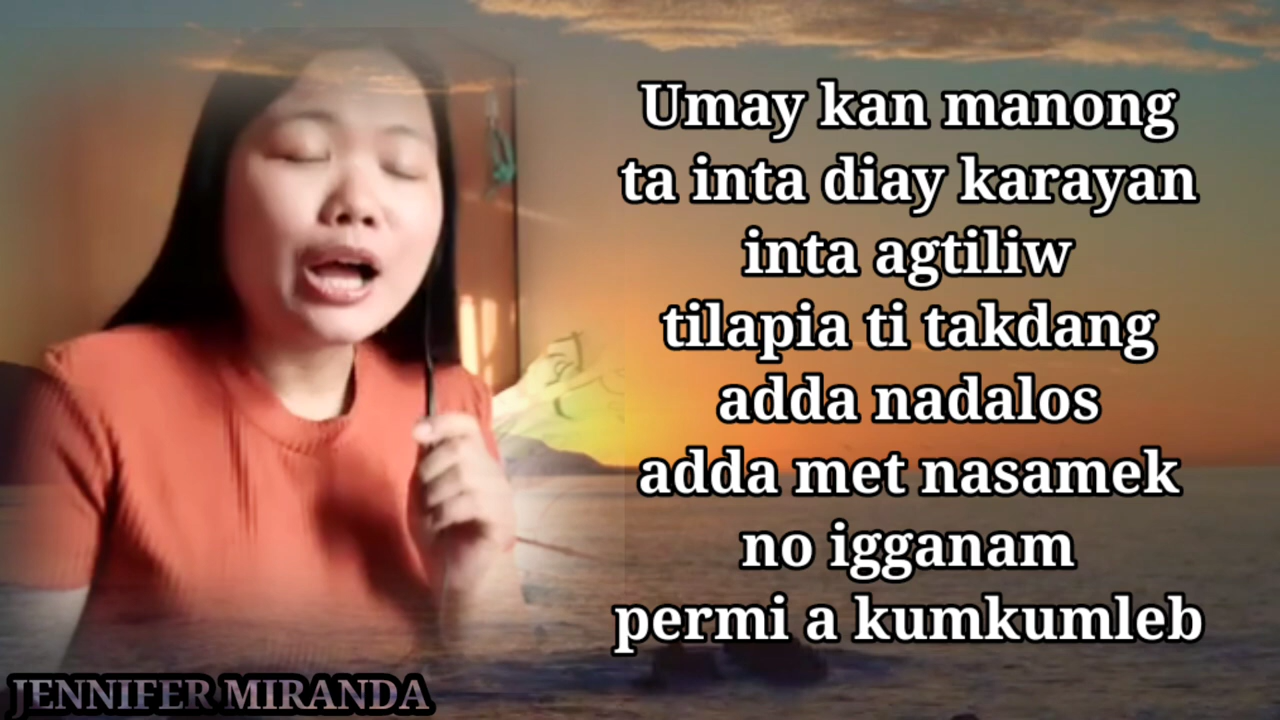 Umay kan manong
ta inta diay karayan
inta agtiliw
tilapia ti takdang
adda nadalos
adda met nasamek
no igganam
permi a kumkumleb
JENNIFER MIRANDA